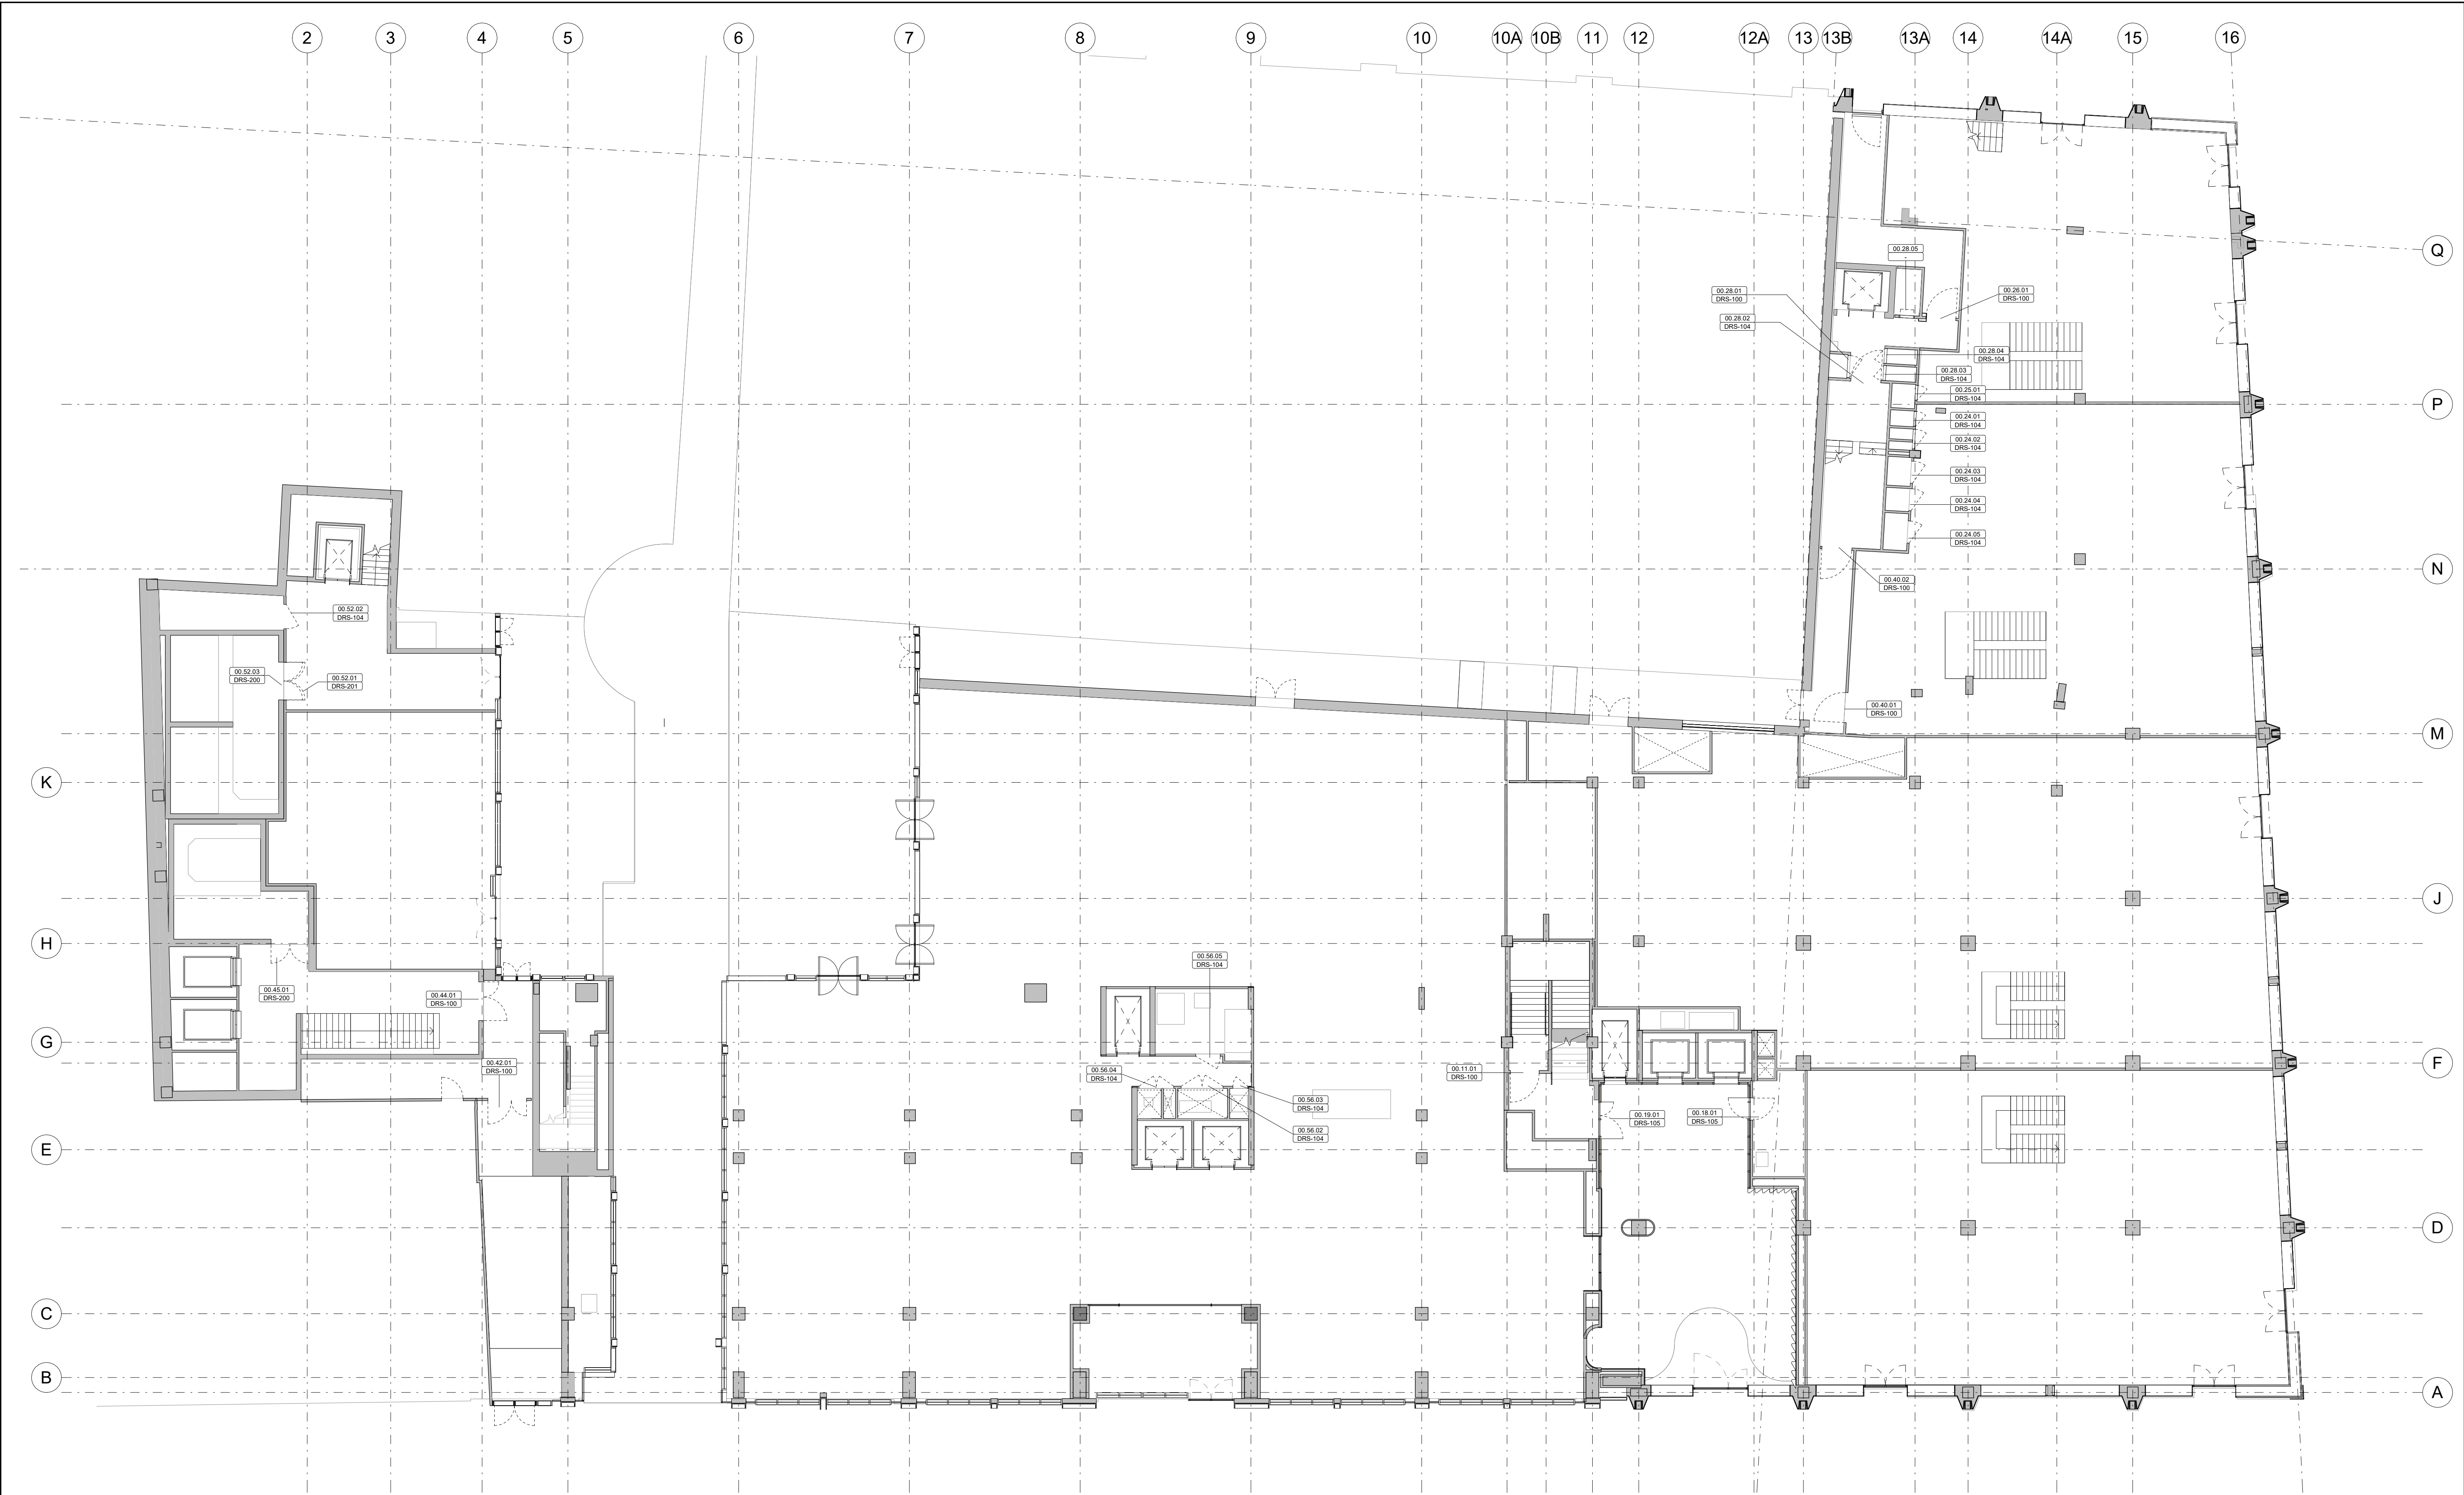 2 3 4 5 6 7 8 9 10 10A 10B 11 12 12A 13 13B 13A 14 14A 15 16
Q
00.28.05
-
00.28.01
DRS-100
00.26.01
DRS-100
00.28.02
DRS-104
00.28.04
DRS-104
00.28.03
DRS-104
00.25.01
DRS-104
P
00.24.01
DRS-104
00.24.02
DRS-104
00.24.03
DRS-104
00.24.04
DRS-104
00.24.05
DRS-104
N
00.40.02
DRS-100
00.52.02
DRS-104
00.52.03
DRS-200
00.52.01
DRS-201
00.40.01
DRS-100
M
K
J
H
00.56.05
DRS-104
00.45.01
DRS-200
00.44.01
DRS-100
G
F
00.42.01
DRS-100
00.56.04
DRS-104
00.11.01
DRS-100
00.56.03
DRS-104
00.19.01
DRS-105
00.18.01
DRS-105
00.56.02
DRS-104
E
D
C
B
A